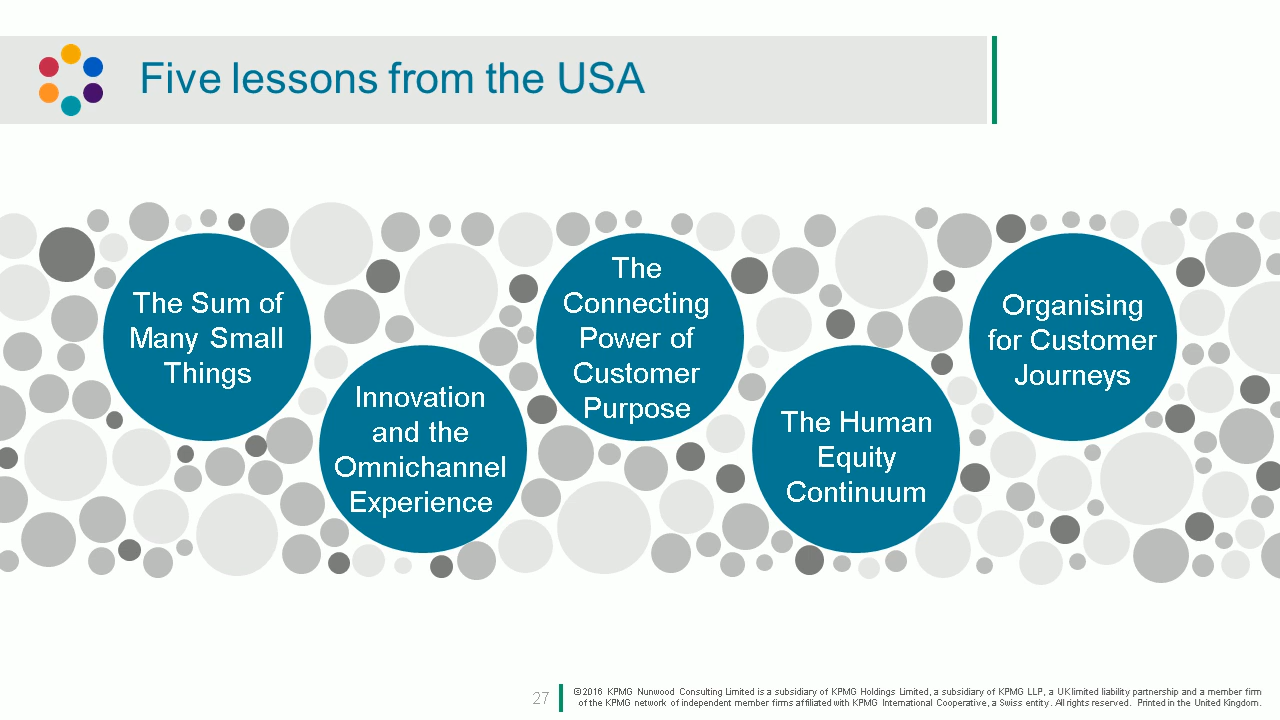 Five lessons from the USA
The Sum of
Many Small
Things
Innovation
and the
Omnichannel
Experience
The
Connecting
Power of
Customer
Purpose
The Human
Equity
Continuum
Organising
for Customer
Journeys
27
©2016 KPMG Nunwood Consulting Limited is a subsidiary of KPMG Holdings Limited, a subsidiary of KPMG LLP, a UK limited liability partnership and a member firm
of the KPMG network of independent member firms affiliated with KPMG International Cooperative, a Swiss entity. All rights reserved. Printed in the United Kingdom.